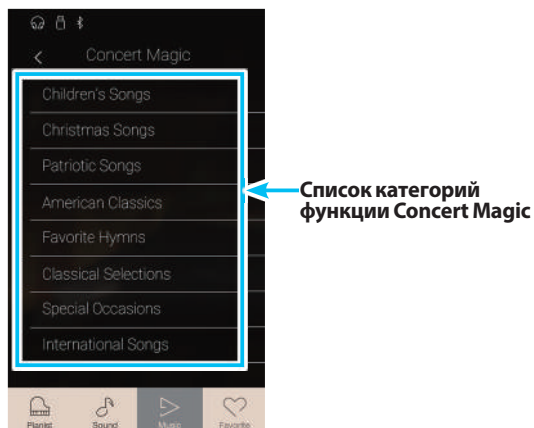 Concert Magic
Children's Songs
Christmas Songs
Patriotic Songs
American Classics
Favorite Hymns
Classical Selections
Special Occasions
International Songs
Список категорий
функции Concert Magic
Pianist Sound Music Favorite